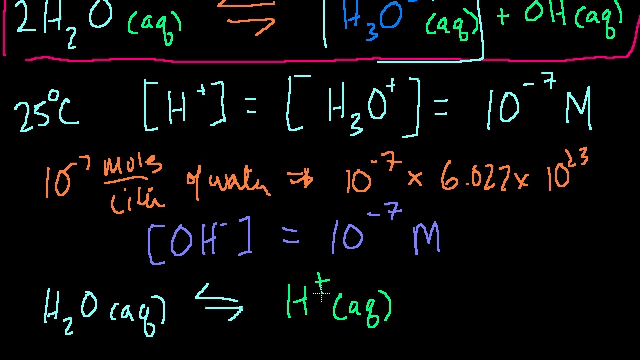 2H₂O (aq) ⇌ H₃O (aq) + OH (aq)
25°C [H⁺] = [H₃O⁺] = 10⁻⁷ M
10⁻⁷ moles/liter of water ⇒ 10⁻⁷ × 6.022 × 10²³
[OH⁻] = 10⁻⁷ M
H₂O (aq) ⇌ H⁺ (aq)